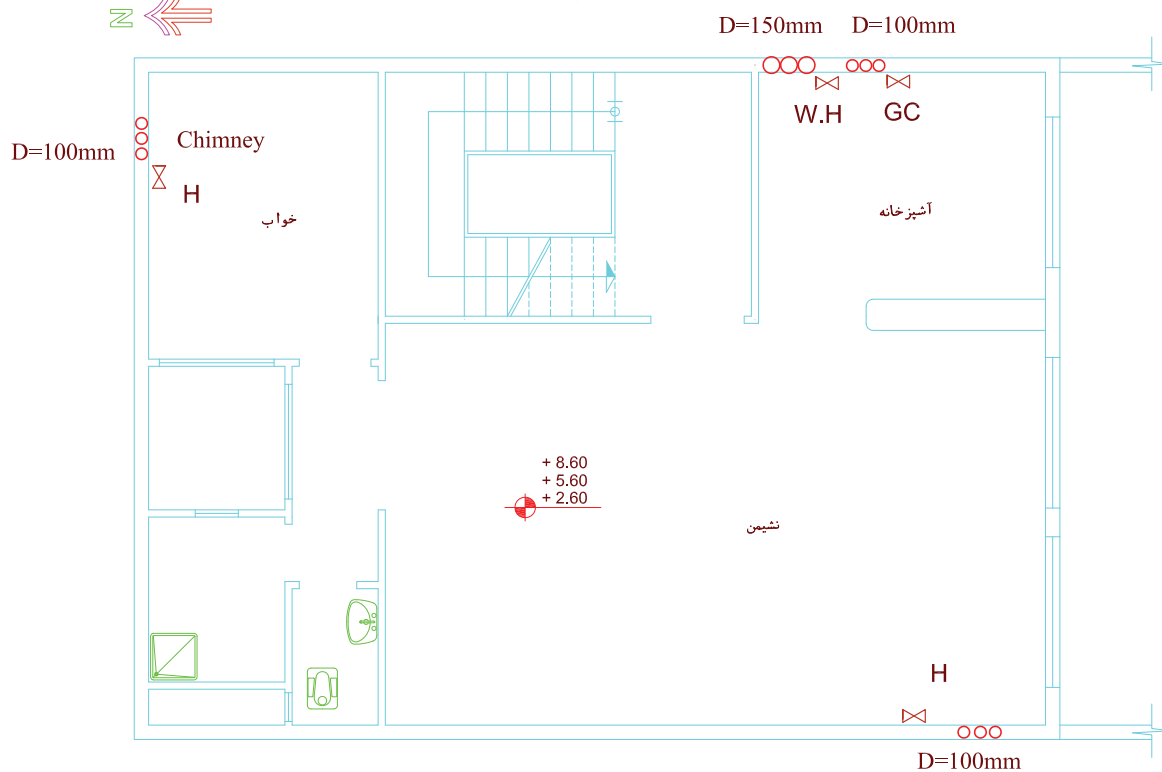 N
D=150mm
D=100mm
W.H
GC
Chimney
D=100mm
H
خواب
آشپزخانه
+ 8.60
+ 5.60
+ 2.60
نشیمن
H
D=100mm